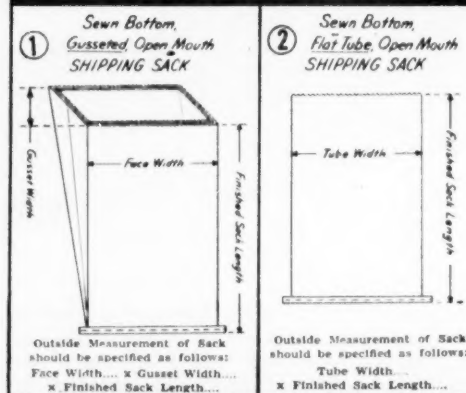 1
Sewn Bottom,
Gusseted, Open Mouth
SHIPPING SACK
Gusset Width
Face Width
Finished Sack Length
Outside Measurement of Sack
should be specified as follows:
Face Width.... x Gusset Width....
x Finished Sack Length....
2
Sewn Bottom,
Flat Tube, Open Mouth
SHIPPING SACK
Tube Width
Finished Sack Length
Outside Measurement of Sack
should be specified as follows:
Tube Width....
x Finished Sack Length....